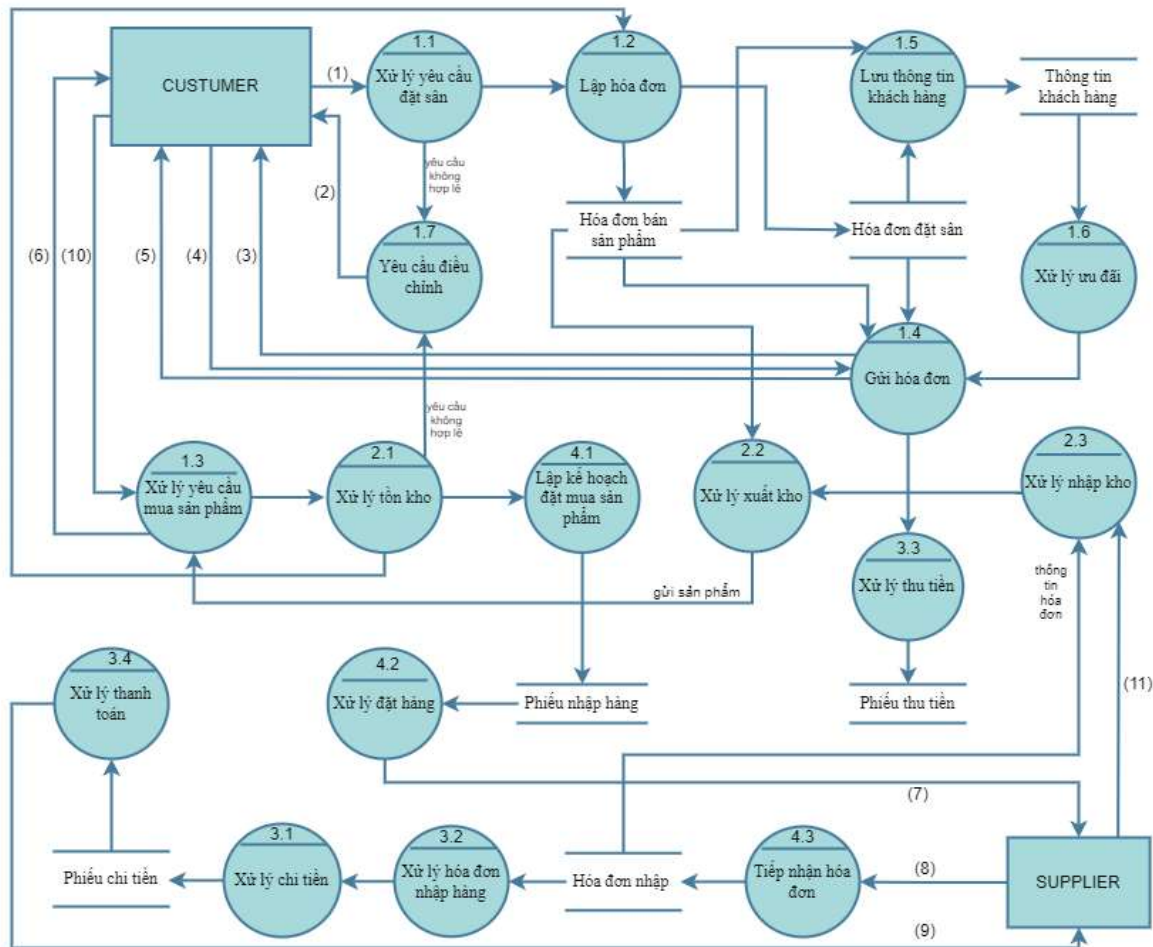 1.1
Xử lý yêu cầu
đặt sân
1.2
Lập hóa đơn
1.5
Lưu thông tin
khách hàng
Thông tin
khách hàng
CUSTUMER
(1)
yêu cầu
không
hợp lệ
(2)
1.7
Yêu cầu điều
chỉnh
Hóa đơn bán
sản phẩm
Hóa đơn đặt sân
1.6
Xử lý ưu đãi
(6)
(10)
(5)
(4)
(3)
1.4
Gửi hóa đơn
yêu cầu
không
hợp lệ
1.3
Xử lý yêu cầu
mua sản phẩm
2.1
Xử lý tồn kho
4.1
Lập kế hoạch
đặt mua sản
phẩm
2.2
Xử lý xuất kho
2.3
Xử lý nhập kho
3.3
Xử lý thu tiền
thông
tin
hóa
đơn
gửi sản phẩm
3.4
Xử lý thanh
toán
4.2
Xử lý đặt hàng
Phiếu nhập hàng
Phiếu thu tiền
(11)
(7)
3.1
Xử lý chi tiền
3.2
Xử lý hóa đơn
nhập hàng
4.3
Tiếp nhận hóa
đơn
Phiếu chi tiền
Hóa đơn nhập
(8)
SUPPLIER
(9)